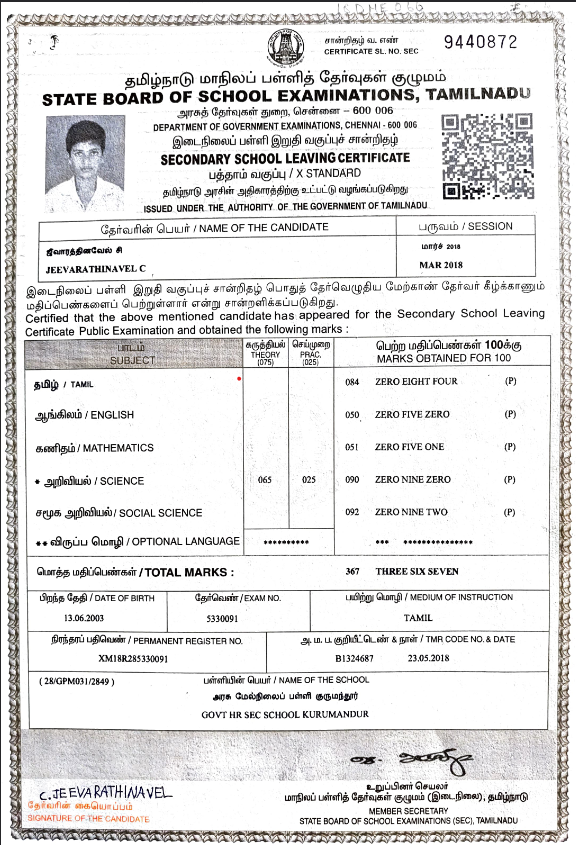 சான்றிதழ் வ. எண்
CERTIFICATE SL. NO. SEC
9440872
தமிழ்நாடு மாநிலப் பள்ளித் தேர்வுகள் குழுமம்
STATE BOARD OF SCHOOL EXAMINATIONS, TAMILNADU
அரசுத் தேர்வுகள் துறை, சென்னை – 600 006
DEPARTMENT OF GOVERNMENT EXAMINATIONS, CHENNAI - 600 006
இடைநிலைப் பள்ளி இறுதி வகுப்புச் சான்றிதழ்
SECONDARY SCHOOL LEAVING CERTIFICATE
பத்தாம் வகுப்பு / X STANDARD
தமிழ்நாடு அரசின் அதிகாரத்திற்கு உட்பட்டு வழங்கப்படுகிறது
ISSUED UNDER THE AUTHORITY OF THE GOVERNMENT OF TAMILNADU
தேர்வரின் பெயர் / NAME OF THE CANDIDATE பருவம் / SESSION
ஜீவாரத்தினவேல் சி மார்ச் 2018
JEEVARATHINAVEL C MAR 2018
இடைநிலைப் பள்ளி இறுதி வகுப்புச் சான்றிதழ் பொதுத் தேர்வெழுதிய மேற்காண் தேர்வர் கீழ்க்காணும்
மதிப்பெண்களைப் பெற்றுள்ளார் என்று சான்றளிக்கப்படுகிறது.
Certified that the above mentioned candidate has appeared for the Secondary School Leaving
Certificate Public Examination and obtained the following marks :
பாடம் கருத்தியல் செய்முறை பெற்ற மதிப்பெண்கள் 100க்கு
SUBJECT THEORY (075) PRAC. (025) MARKS OBTAINED FOR 100
தமிழ் / TAMIL 084 ZERO EIGHT FOUR (P)
ஆங்கிலம் / ENGLISH 050 ZERO FIVE ZERO (P)
கணிதம் / MATHEMATICS 051 ZERO FIVE ONE (P)
* அறிவியல் / SCIENCE 065 025 090 ZERO NINE ZERO (P)
சமூக அறிவியல் / SOCIAL SCIENCE 092 ZERO NINE TWO (P)
** விருப்ப மொழி / OPTIONAL LANGUAGE ********** *** ***************
மொத்த மதிப்பெண்கள் / TOTAL MARKS : 367 THREE SIX SEVEN
பிறந்த தேதி / DATE OF BIRTH தேர்வெண் / EXAM NO. பயிற்று மொழி / MEDIUM OF INSTRUCTION
13.06.2003 5330091 TAMIL
நிரந்தரப் பதிவெண் / PERMANENT REGISTER NO. அ. ம. ப. குறியீட்டெண் & நாள் / TMR CODE NO. & DATE
XM18R285330091 B1324687 23.05.2018
( 28/GPM031/2849 ) பள்ளியின் பெயர் / NAME OF THE SCHOOL
அரசு மேல்நிலைப் பள்ளி குருமந்தூர்
GOVT HR SEC SCHOOL KURUMANDUR
C. JEEVARATHINAVEL
தேர்வரின் கையொப்பம்
SIGNATURE OF THE CANDIDATE
உறுப்பினர் செயலர்
மாநிலப் பள்ளித் தேர்வுகள் குழுமம் (இடைநிலை), தமிழ்நாடு
MEMBER SECRETARY
STATE BOARD OF SCHOOL EXAMINATIONS (SEC), TAMILNADU